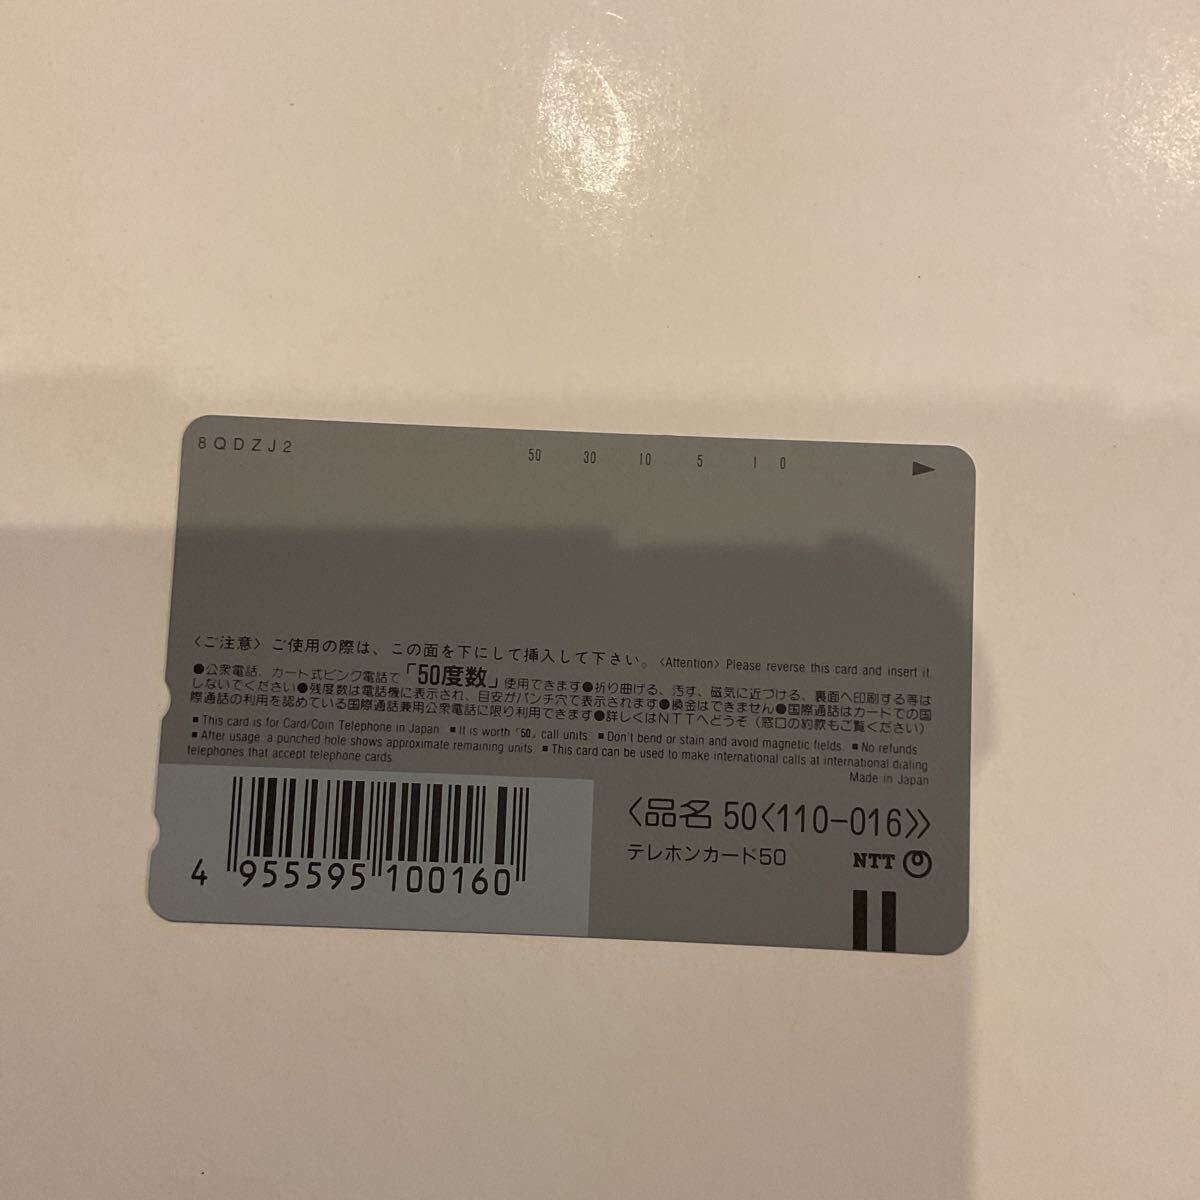 8QDZJ2
50 30 10 5 1 0
〈ご注意〉ご使用の際は、この面を下にして挿入して下さい。〈Attention〉Please reverse this card and insert it.
●公衆電話、カード式ピンク電話で「50度数」使用できます●折り曲げる、汚す、磁気に近づける、裏面へ印刷する等は
しないでください●残度数は電話機に表示され、目安がパンチ穴で表示されます●換金はできません●国際通話はカードでの国
際通話の利用を認めている国際通話兼用公衆電話に限り利用できます●詳しくはNTTへどうぞ（窓口の約款もご覧ください）
■ This card is for Card/Coin Telephone in Japan. ■ It is worth「50」call units. ■ Don't bend or stain and avoid magnetic fields. ■ No refunds.
■ After usage, a punched hole shows approximate remaining units. ■ This card can be used to make international calls at international dialing
telephones that accept telephone cards.
Made in Japan
〈品名 50〈110-016〉〉
テレホンカード50
NTT
4 955595 100160